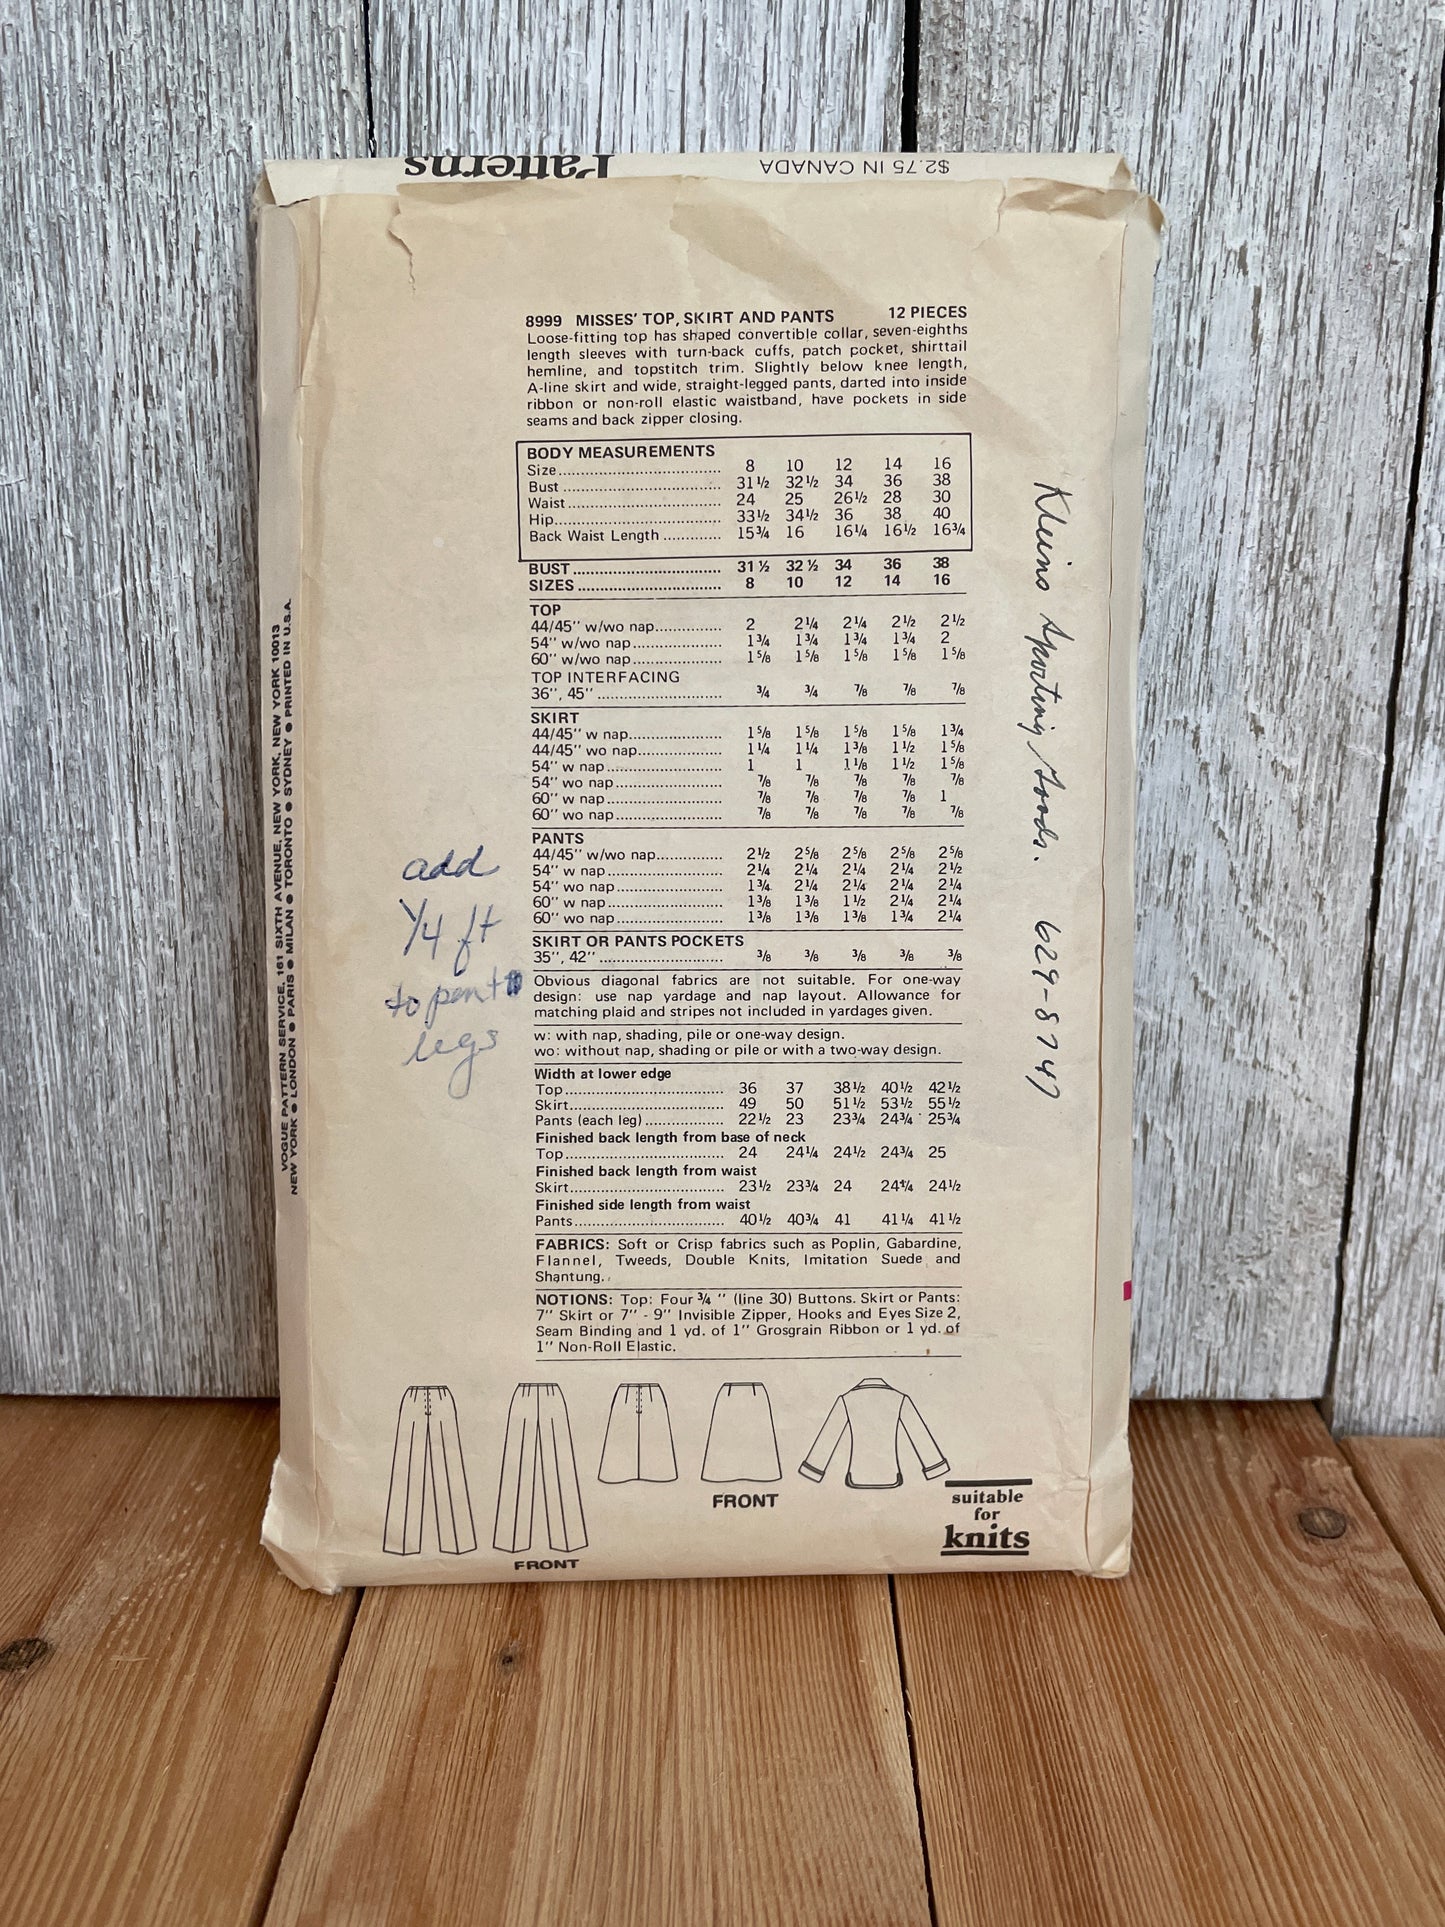 Patterns
$2.75 IN CANADA
8999 MISSES' TOP, SKIRT AND PANTS 12 PIECES
Loose-fitting top has shaped convertible collar, seven-eighths
length sleeves with turn-back cuffs, patch pocket, shirttail
hemline, and topstitch trim. Slightly below knee length,
A-line skirt and wide, straight-legged pants, darted into inside
ribbon or non-roll elastic waistband, have pockets in side
seams and back zipper closing.
BODY MEASUREMENTS
Size 8 10 12 14 16
Bust 31½ 32½ 34 36 38
Waist 24 25 26½ 28 30
Hip 33½ 34½ 36 38 40
Back Waist Length 15¾ 16 16¼ 16½ 16¾
BUST 31½ 32½ 34 36 38
SIZES 8 10 12 14 16
TOP
44/45" w/wo nap 2 2¼ 2¼ 2½ 2½
54" w/wo nap 1¾ 1¾ 1¾ 1¾ 2
60" w/wo nap 1⅝ 1⅝ 1⅝ 1⅝ 1⅝
TOP INTERFACING
36", 45" ¾ ¾ ⅞ ⅞ ⅞
SKIRT
44/45" w nap 1⅝ 1⅝ 1⅝ 1⅝ 1¾
44/45" wo nap 1¼ 1¼ 1⅜ 1½ 1⅝
54" w nap 1 1 1⅛ 1½ 1⅝
54" wo nap ⅞ ⅞ ⅞ ⅞ ⅞
60" w nap ⅞ ⅞ ⅞ ⅞ 1
60" wo nap ⅞ ⅞ ⅞ ⅞ ⅞
PANTS
44/45" w/wo nap 2½ 2⅝ 2⅝ 2⅝ 2⅝
54" w nap 2¼ 2¼ 2¼ 2¼ 2½
54" wo nap 1¾ 2¼ 2¼ 2¼ 2¼
60" w nap 1⅜ 1⅜ 1½ 2¼ 2¼
60" wo nap 1⅜ 1⅜ 1⅜ 1¾ 2¼
SKIRT OR PANTS POCKETS
35", 42" ⅜ ⅜ ⅜ ⅜ ⅜
Obvious diagonal fabrics are not suitable. For one-way
design: use nap yardage and nap layout. Allowance for
matching plaid and stripes not included in yardages given.
w: with nap, shading, pile or one-way design.
wo: without nap, shading or pile or with a two-way design.
Width at lower edge
Top 36 37 38½ 40½ 42½
Skirt 49 50 51½ 53½ 55½
Pants (each leg) 22½ 23 23¾ 24¾ 25¾
Finished back length from base of neck
Top 24 24¼ 24½ 24¾ 25
Finished back length from waist
Skirt 23½ 23¾ 24 24¼ 24½
Finished side length from waist
Pants 40½ 40¾ 41 41¼ 41½
FABRICS: Soft or Crisp fabrics such as Poplin, Gabardine,
Flannel, Tweeds, Double Knits, Imitation Suede and
Shantung.
NOTIONS: Top: Four ¾" (line 30) Buttons. Skirt or Pants:
7" Skirt or 7" - 9" Invisible Zipper, Hooks and Eyes Size 2,
Seam Binding and 1 yd. of 1" Grosgrain Ribbon or 1 yd. of
1" Non-Roll Elastic.
FRONT
FRONT
suitable
for
knits
add
1/4 ft
to pant
legs
Sporting Goods. 629-8747
VOGUE PATTERN SERVICE, 161 SIXTH AVENUE, NEW YORK, NEW YORK 10013
NEW YORK ● LONDON ● PARIS ● MILAN ● TORONTO ● SYDNEY ● PRINTED IN U.S.A.